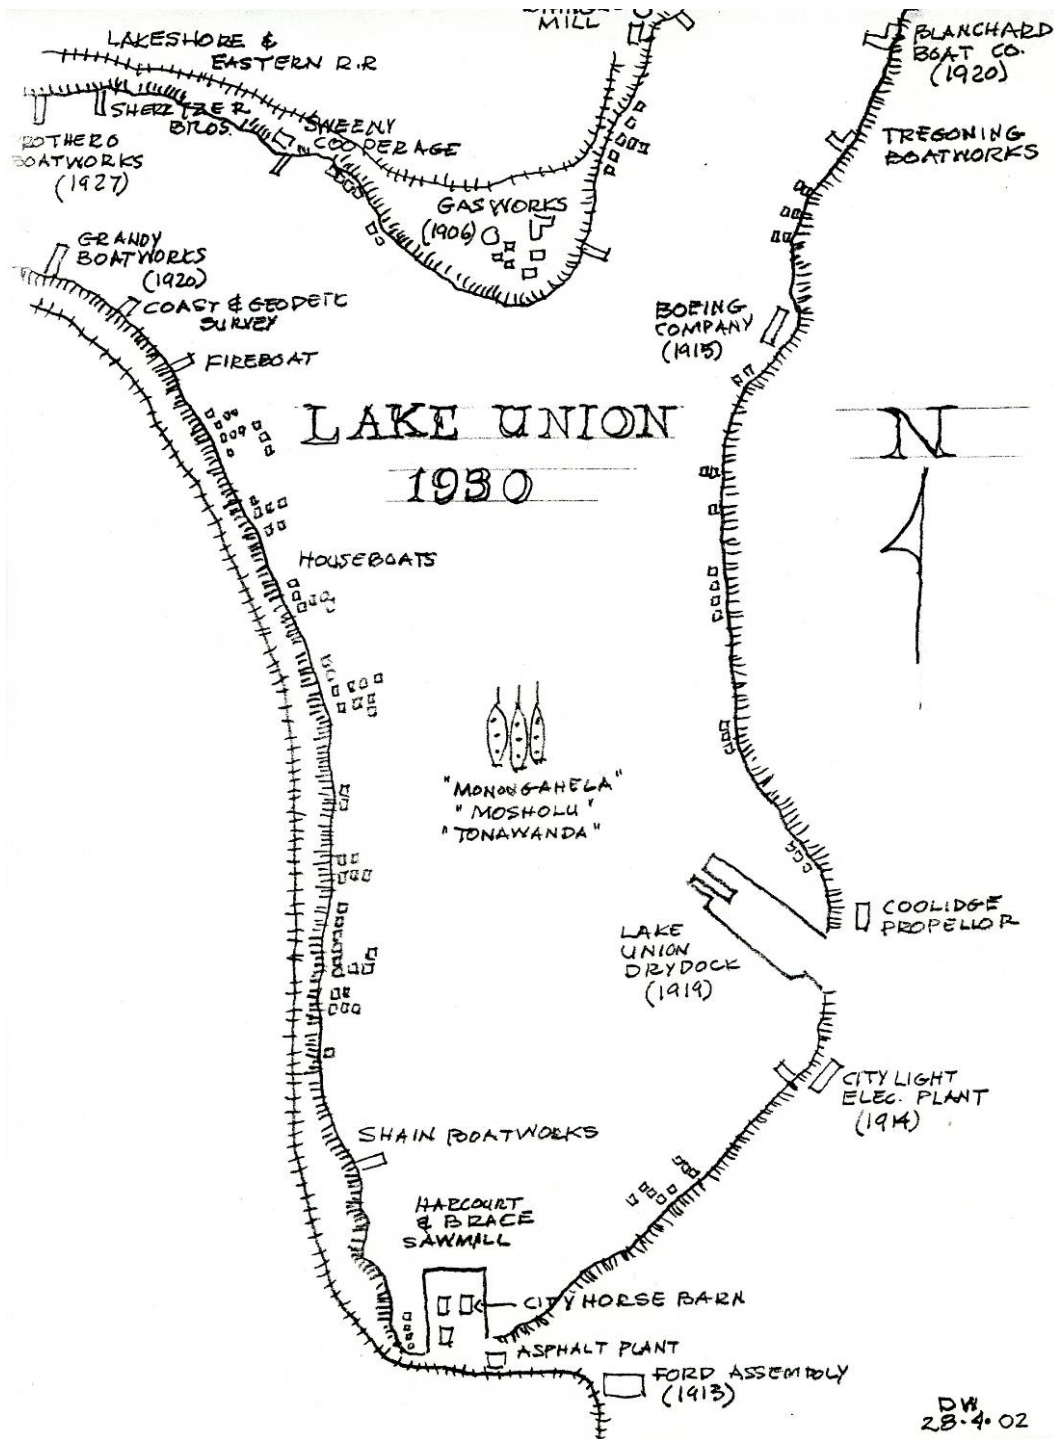 MILL
BLANCHARD
BOAT CO.
(1920)
LAKESHORE &
EASTERN R.R
SHERTZER
BROS.
SWEENY
COOPERAGE
BOATWORKS
(1927)
TREGONING
BOATWORKS
GASWORKS
(1906)
GRANDY
BOATWORKS
(1920)
COAST & GEODETC
SURVEY
FIREBOAT
BOEING
COMPANY
(1915)
LAKE UNION
1930
N
HOUSEBOATS
"MONONGAHELA"
"MOSHOLU"
"TONAWANDA"
COOLIDGE
PROPELLOR
LAKE
UNION
DRYDOCK
(1919)
CITY LIGHT
ELEC. PLANT
(1914)
SHAIN BOATWORKS
HARCOURT
& BRACE
SAWMILL
CITY HORSE BARN
ASPHALT PLANT
FORD ASSEMBLY
(1913)
DW
28.4.02